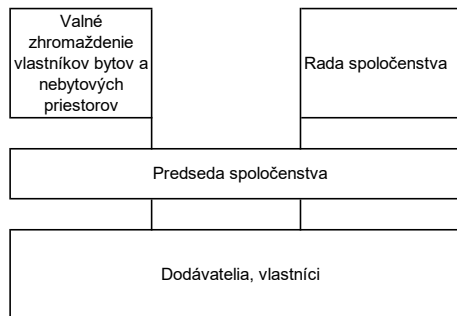 Valné
zhromaždenie
vlastníkov bytov a
nebytových
priestorov
Rada spoločenstva
Predseda spoločenstva
Dodávatelia, vlastníci